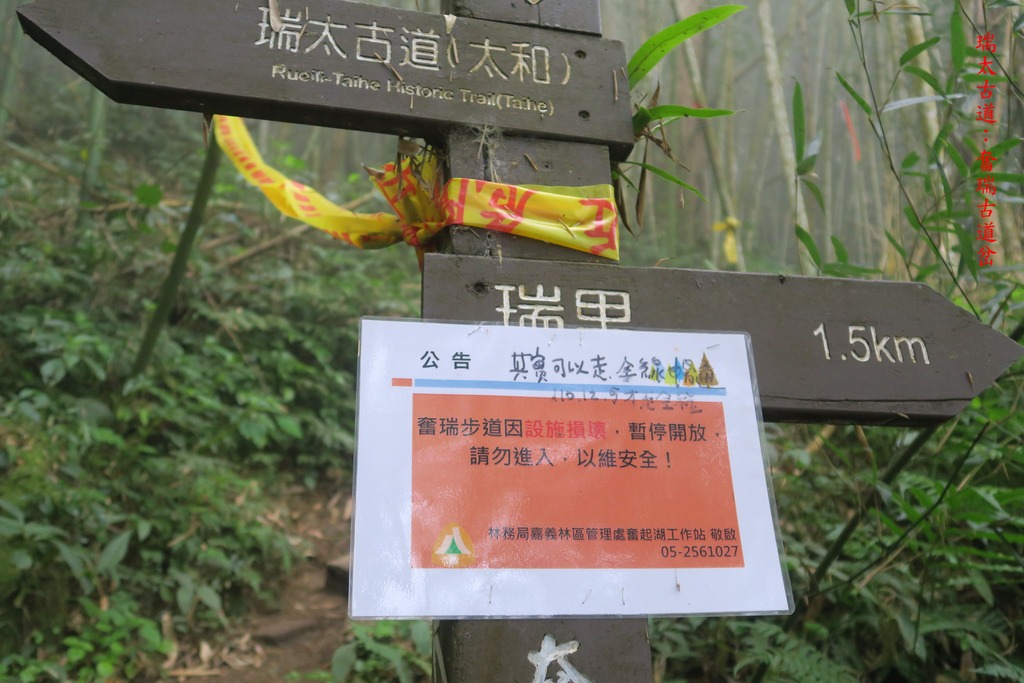 瑞太古道(太和)
Rueili-Taihe Historic Trail(Taihe)
瑞太古道:奮瑞古道岔
瑞里
1.5km
公告
其實可以走.全線暢通
奮瑞步道因設施損壞,暫停開放,
請勿進入,以維安全!
林務局嘉義林區管理處奮起湖工作站 敬啟
05-2561027